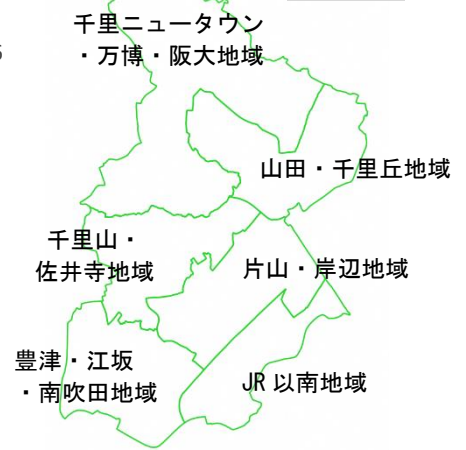 千里ニュータウン
・万博・阪大地域
山田・千里丘地域
千里山・
佐井寺地域
片山・岸辺地域
豊津・江坂
・南吹田地域
JR 以南地域